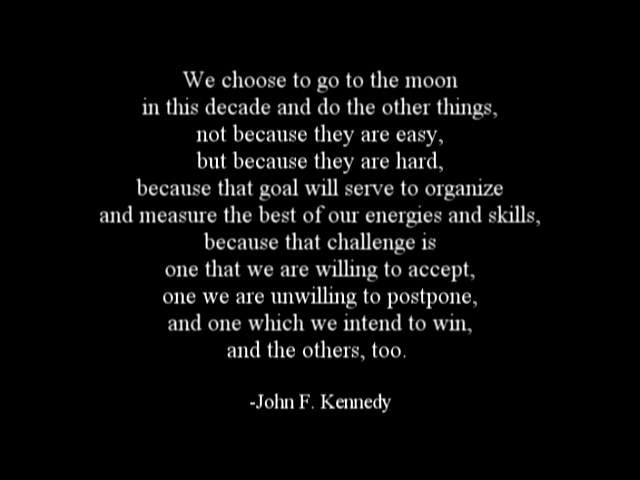 We choose to go to the moon
in this decade and do the other things,
not because they are easy,
but because they are hard,
because that goal will serve to organize
and measure the best of our energies and skills,
because that challenge is
one that we are willing to accept,
one we are unwilling to postpone,
and one which we intend to win,
and the others, too.
-John F. Kennedy